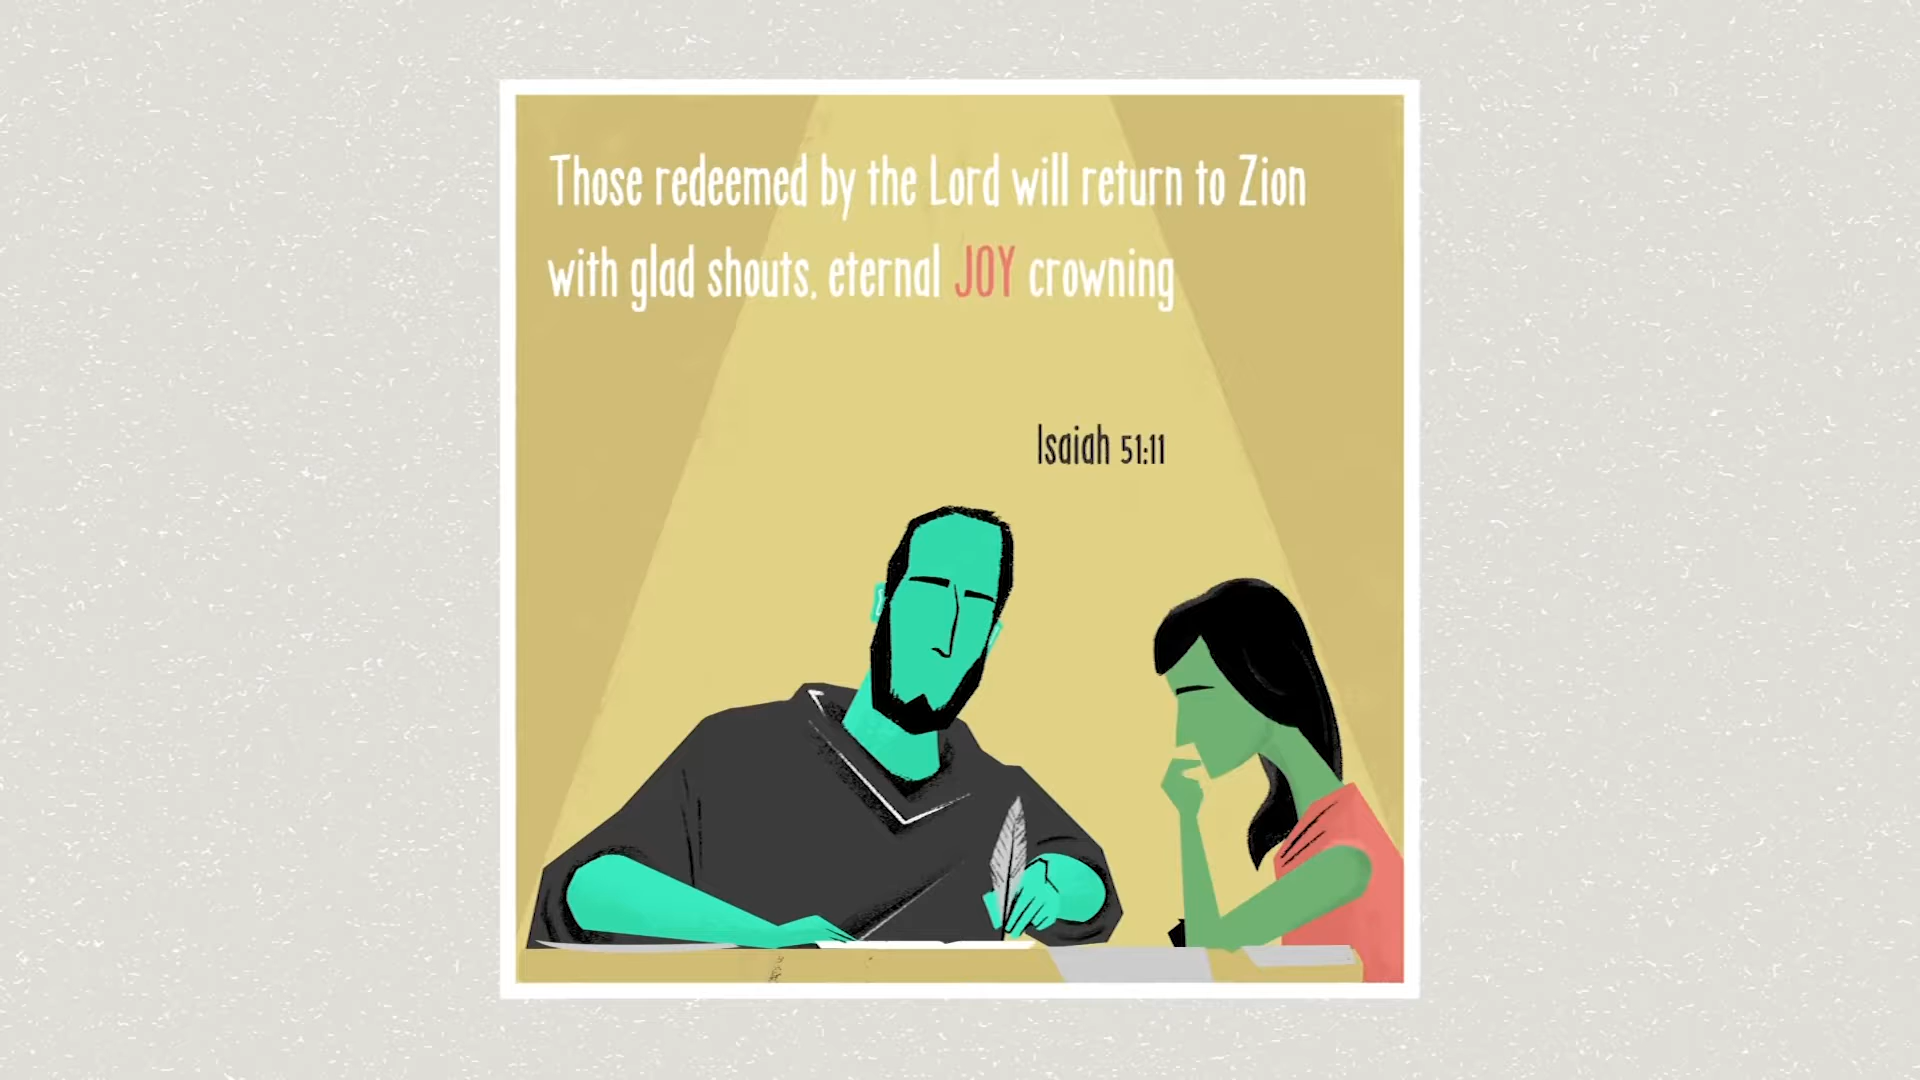 Those redeemed by the Lord will return to Zion
with glad shouts, eternal JOY crowning
Isaiah 51:11